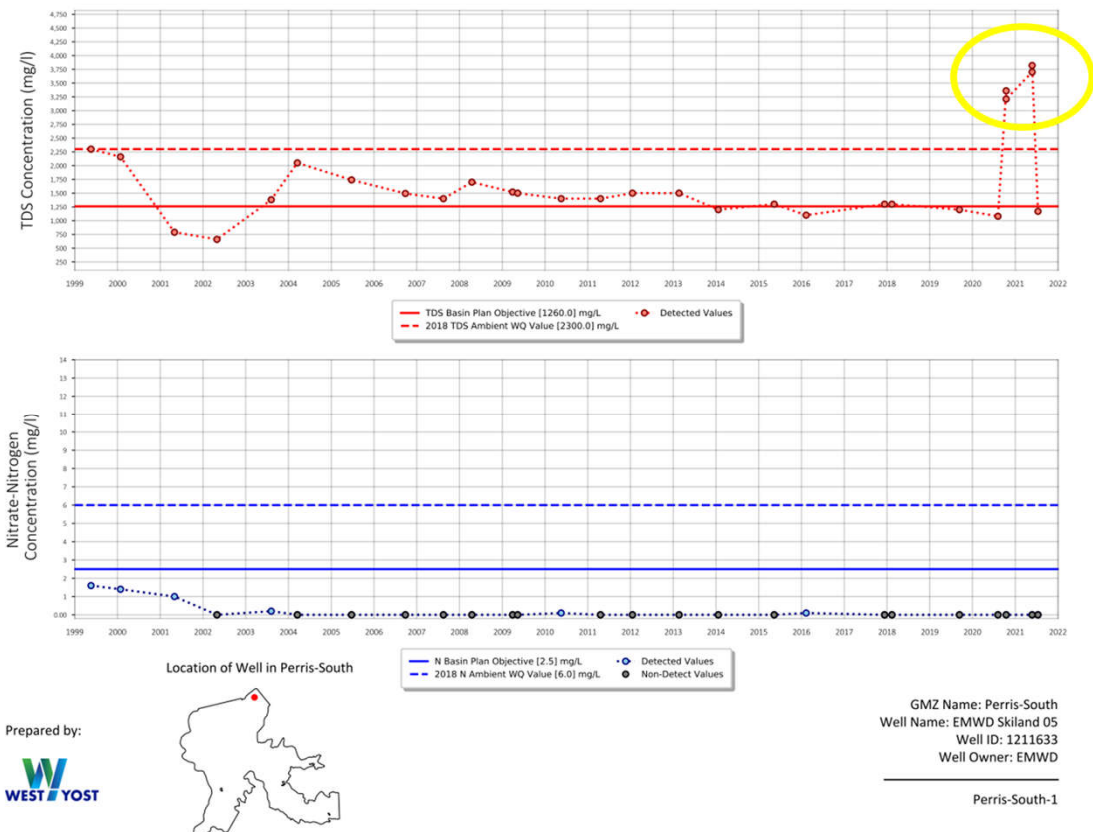 TDS Concentration (mg/l)
4,750
4,500
4,250
4,000
3,750
3,500
3,250
3,000
2,750
2,500
2,250
2,000
1,750
1,500
1,250
1,000
750
500
250
1999 2000 2001 2002 2003 2004 2005 2006 2007 2008 2009 2010 2011 2012 2013 2014 2015 2016 2017 2018 2019 2020 2021 2022
TDS Basin Plan Objective [1260.0] mg/L
2018 TDS Ambient WQ Value [2300.0] mg/L
Detected Values
Nitrate-Nitrogen
Concentration (mg/l)
14
13
12
11
10
9
8
7
6
5
4
3
2
1
0.00
1999 2000 2001 2002 2003 2004 2005 2006 2007 2008 2009 2010 2011 2012 2013 2014 2015 2016 2017 2018 2019 2020 2021 2022
N Basin Plan Objective [2.5] mg/L
2018 N Ambient WQ Value [6.0] mg/L
Detected Values
Non-Detect Values
Location of Well in Perris-South
Prepared by:
WEST YOST
GMZ Name: Perris-South
Well Name: EMWD Skiland 05
Well ID: 1211633
Well Owner: EMWD
Perris-South-1